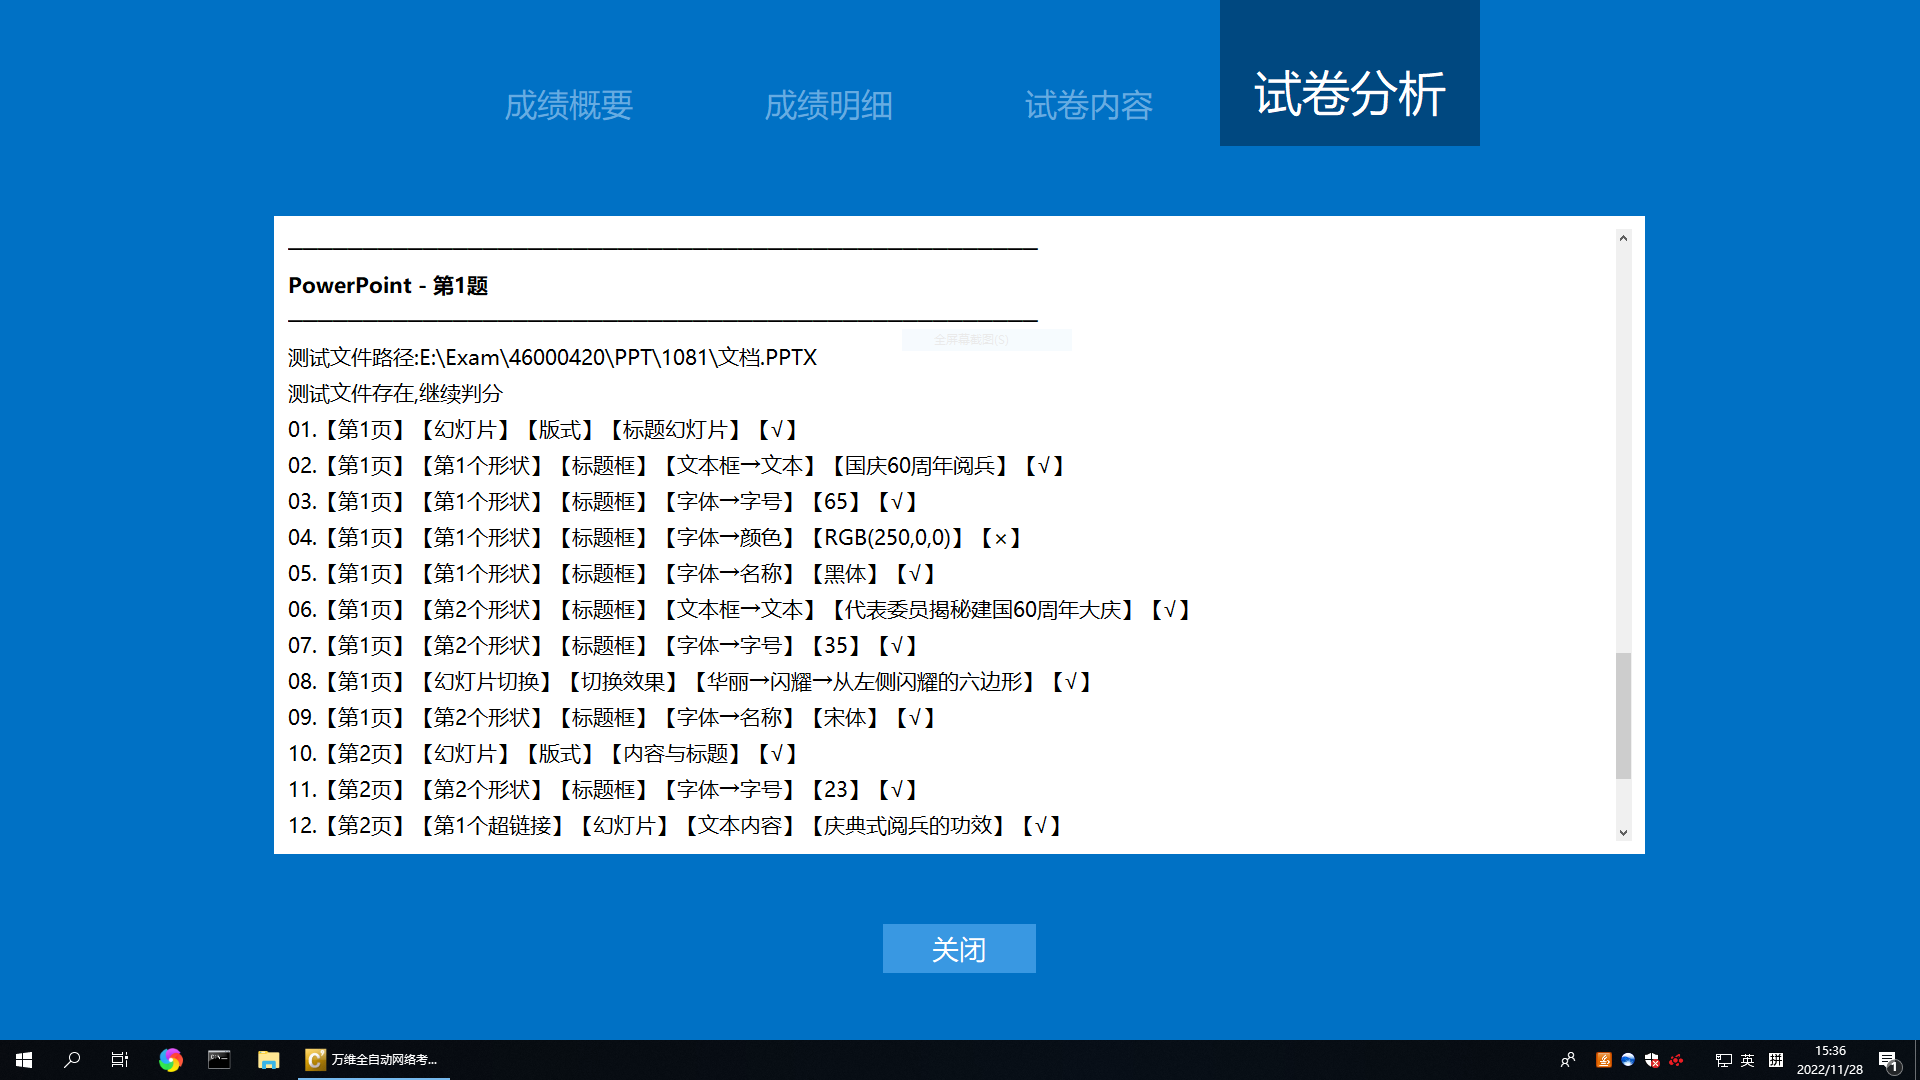 成绩概要
成绩明细
试卷内容
试卷分析
PowerPoint - 第1题
全屏幕截图(S)
测试文件路径:E:\Exam\46000420\PPT\1081\文档.PPTX
测试文件存在,继续判分
01.【第1页】【幻灯片】【版式】【标题幻灯片】【√】
02.【第1页】【第1个形状】【标题框】【文本框→文本】【国庆60周年阅兵】【√】
03.【第1页】【第1个形状】【标题框】【字体→字号】【65】【√】
04.【第1页】【第1个形状】【标题框】【字体→颜色】【RGB(250,0,0)】【×】
05.【第1页】【第1个形状】【标题框】【字体→名称】【黑体】【√】
06.【第1页】【第2个形状】【标题框】【文本框→文本】【代表委员揭秘建国60周年大庆】【√】
07.【第1页】【第2个形状】【标题框】【字体→字号】【35】【√】
08.【第1页】【幻灯片切换】【切换效果】【华丽→闪耀→从左侧闪耀的六边形】【√】
09.【第1页】【第2个形状】【标题框】【字体→名称】【宋体】【√】
10.【第2页】【幻灯片】【版式】【内容与标题】【√】
11.【第2页】【第2个形状】【标题框】【字体→字号】【23】【√】
12.【第2页】【第1个超链接】【幻灯片】【文本内容】【庆典式阅兵的功效】【√】
关闭
万维全自动网络考...
英
拼
15:36
2022/11/28
1